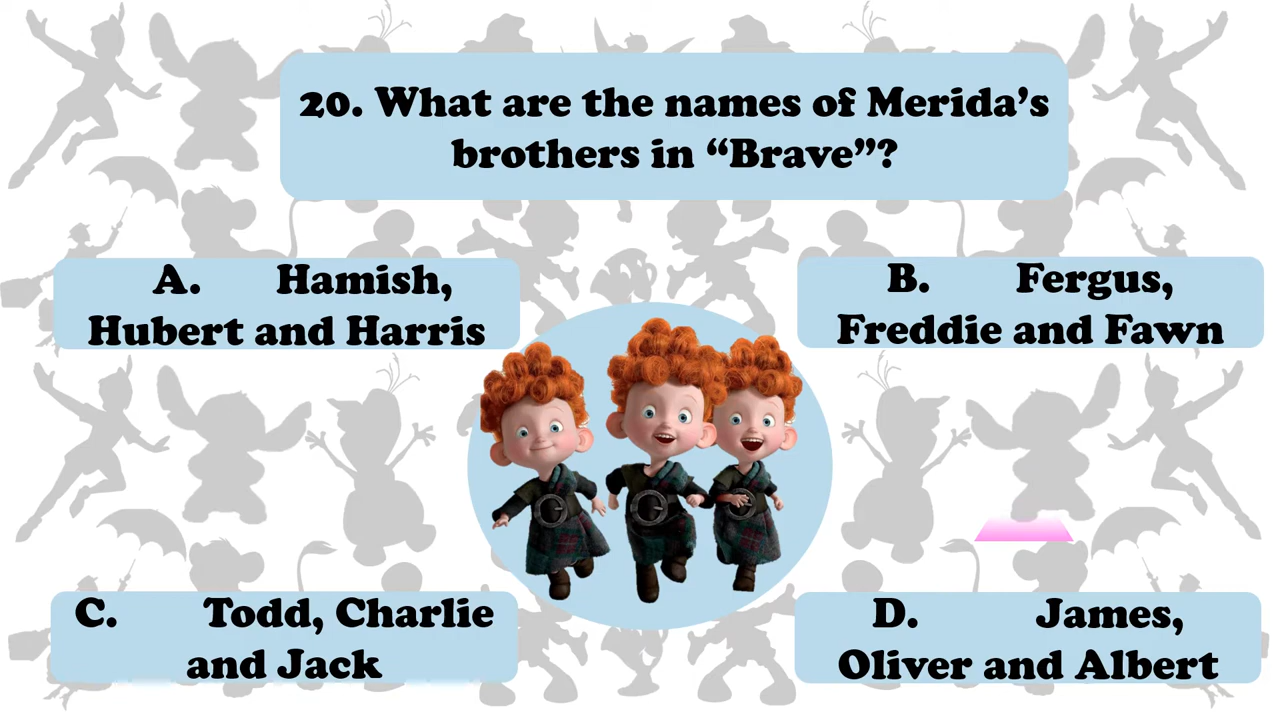 20. What are the names of Merida’s
brothers in “Brave”?
A. Hamish,
Hubert and Harris
B. Fergus,
Freddie and Fawn
C. Todd, Charlie
and Jack
D. James,
Oliver and Albert